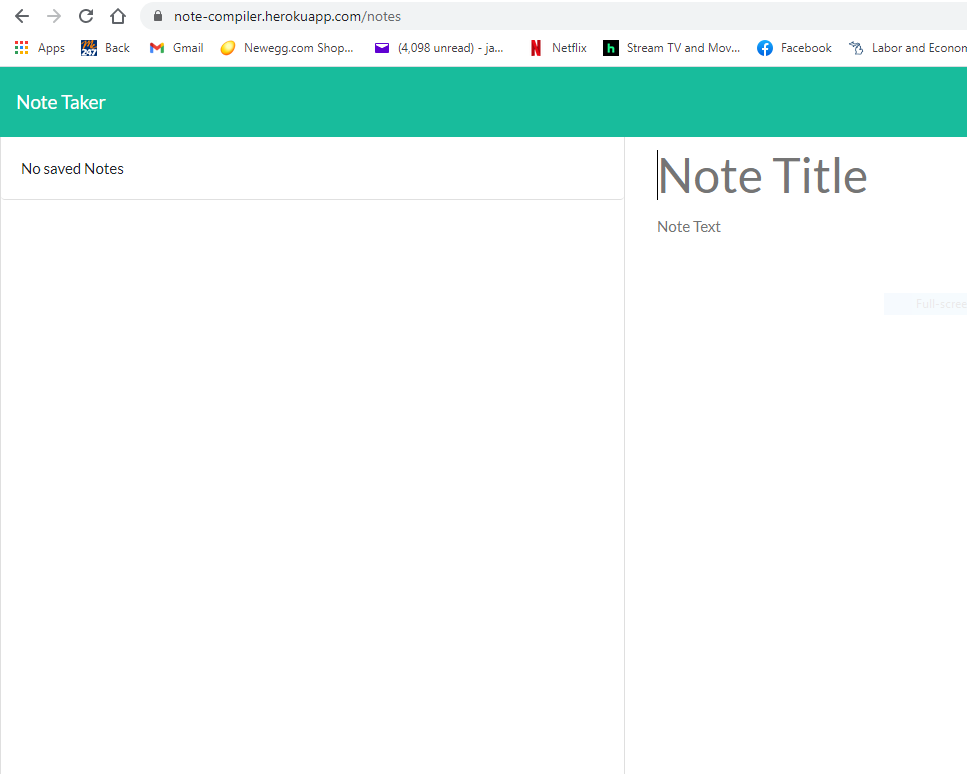 note-compiler.herokuapp.com/notes
Apps Back Gmail Newegg.com Shop... (4,098 unread) - ja... Netflix h Stream TV and Mov... Facebook Labor and Econon
Note Taker
No saved Notes
Note Title
Note Text
Full-scree